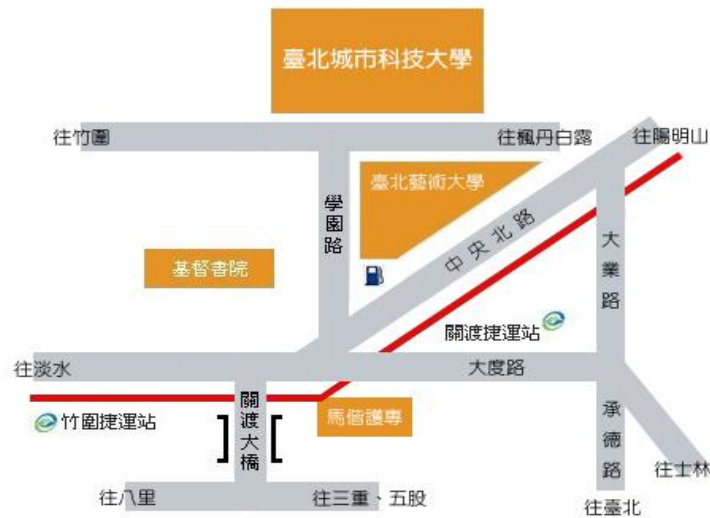 臺北城市科技大學
往竹圍
往楓丹白露
往陽明山
臺北藝術大學
學園路
中央北路
大業路
基督書院
關渡捷運站
往淡水
大度路
關渡大橋
竹圍捷運站
馬偕護專
承德路
往士林
往八里
往三重、五股
往臺北